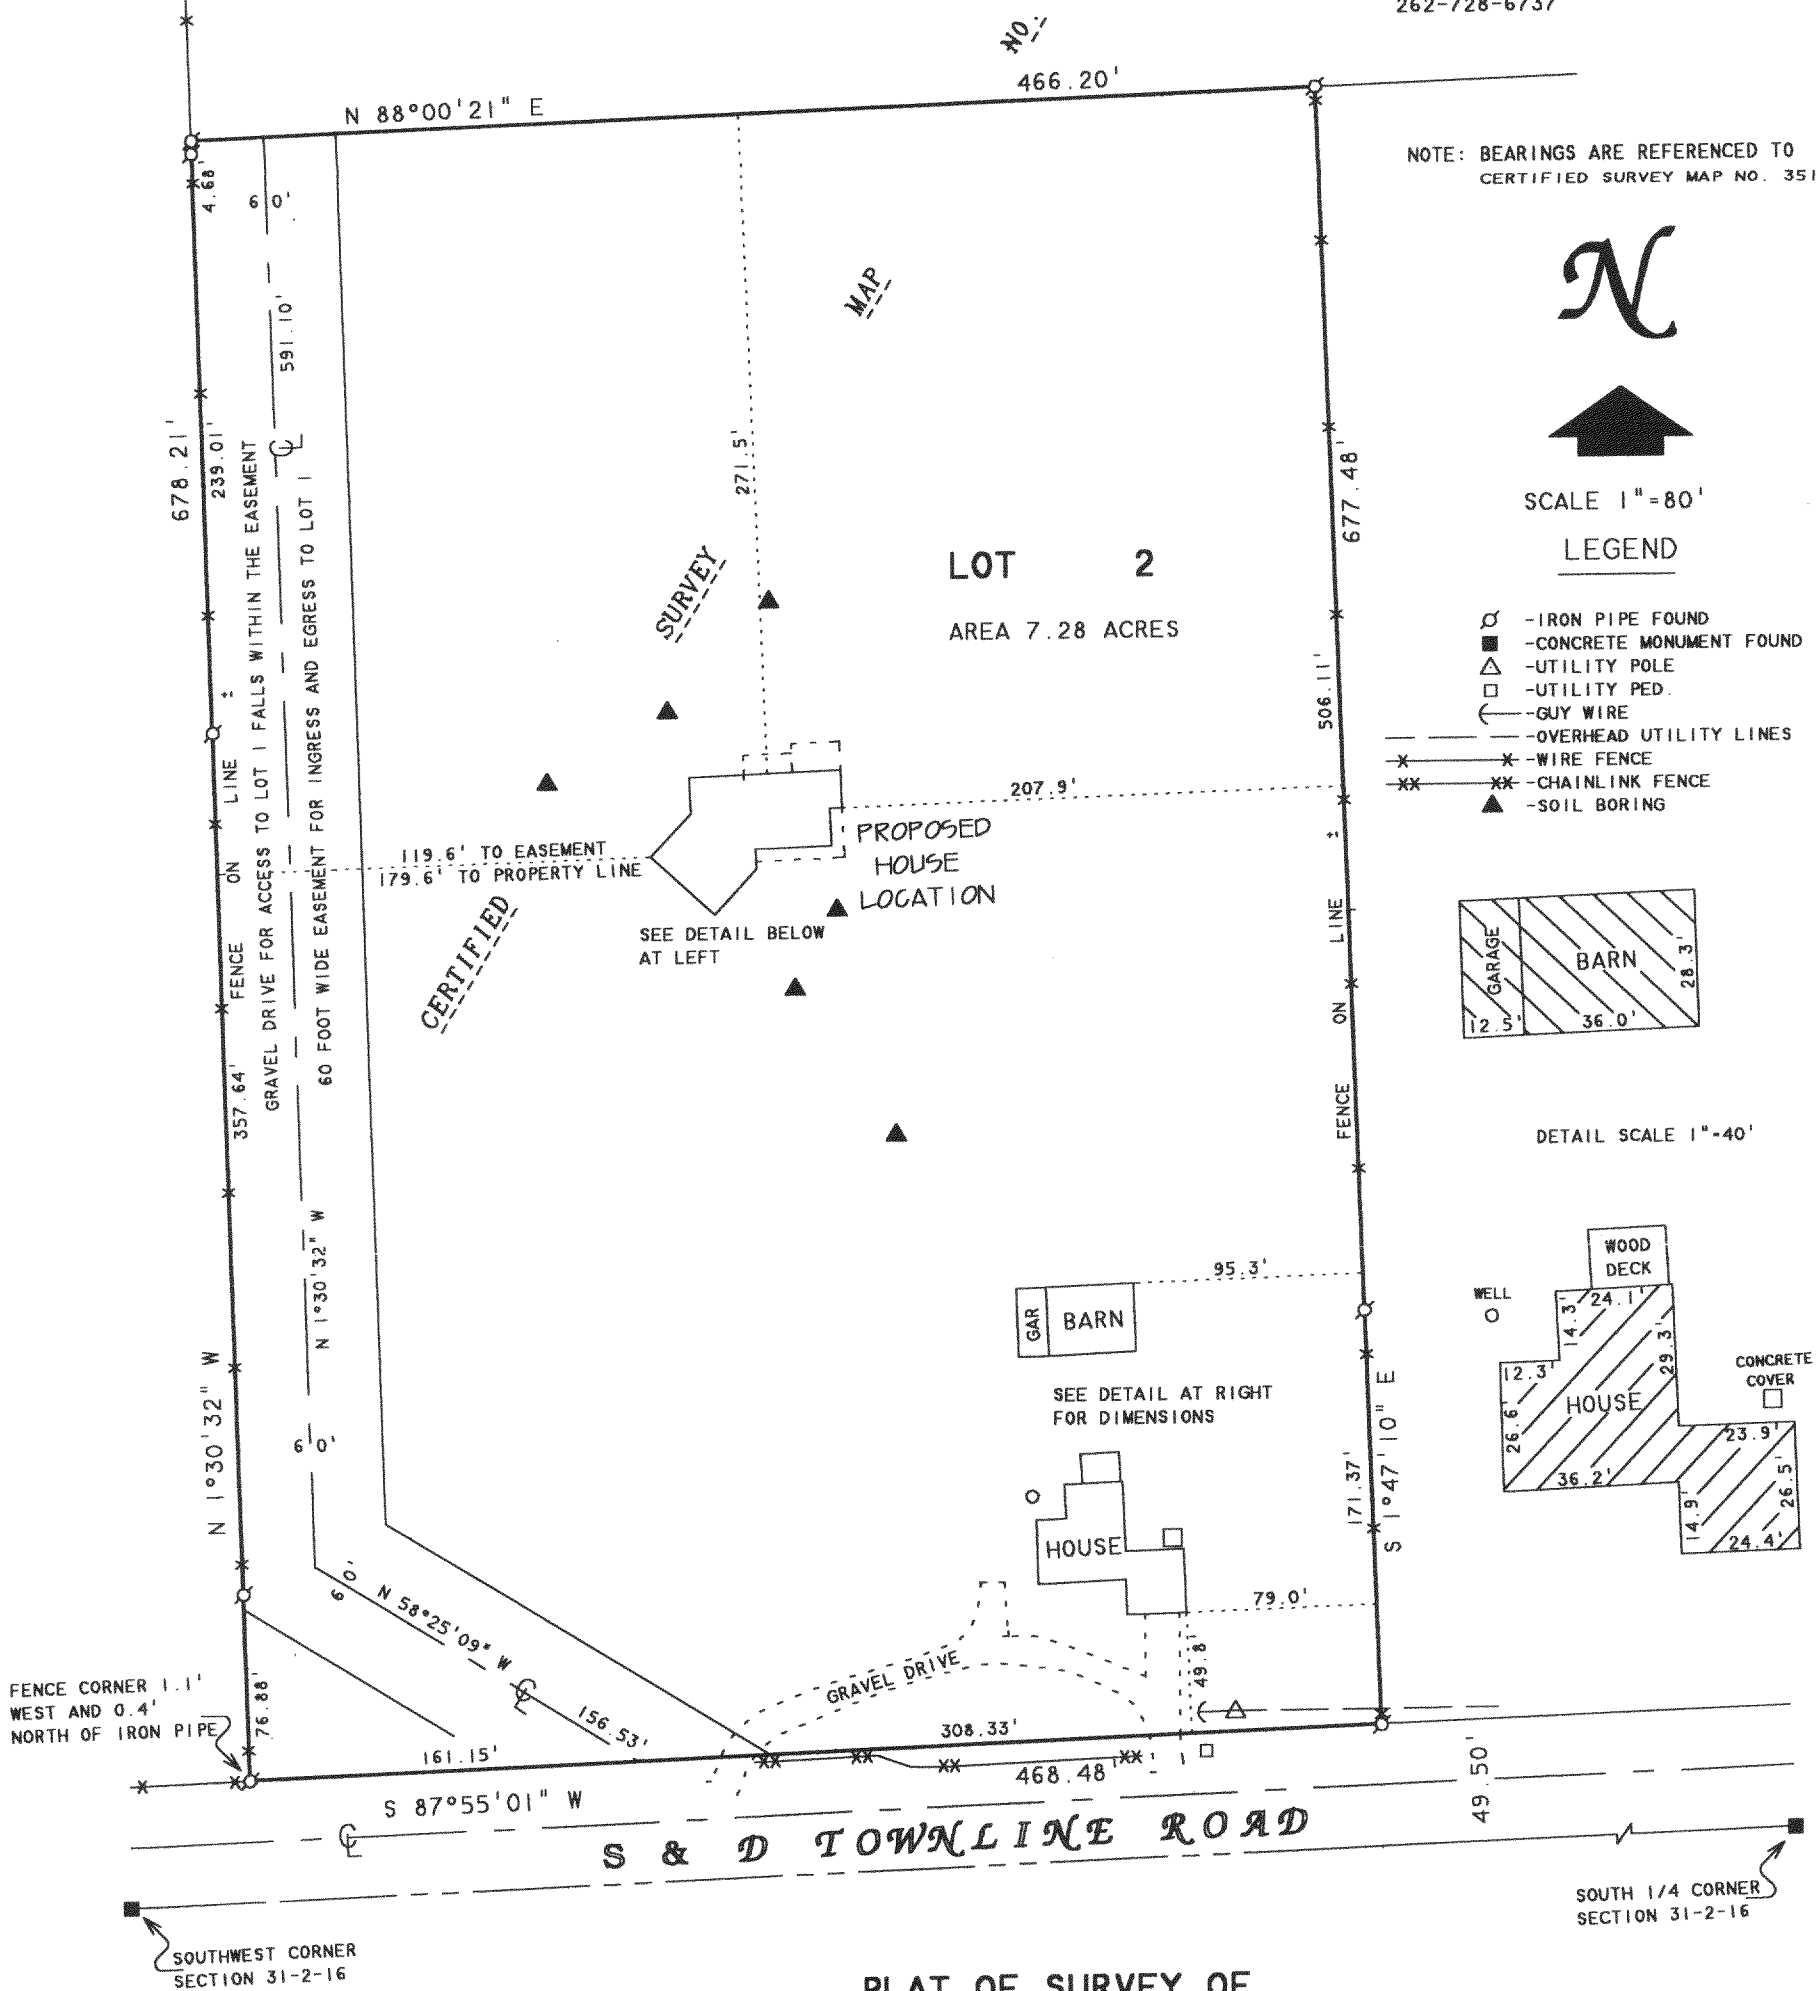 262-728-6737
NO.
466.20'
N 88°00'21" E
NOTE: BEARINGS ARE REFERENCED TO
CERTIFIED SURVEY MAP NO. 351
4.68'
60'
N
591.10'
MAP
678.21'
239.01'
271.5'
677.48'
SCALE 1"=80'
LEGEND
GRAVEL DRIVE FOR ACCESS TO LOT 1 FALLS WITHIN THE EASEMENT
60 FOOT WIDE EASEMENT FOR INGRESS AND EGRESS TO LOT 1
SURVEY
LOT 2
AREA 7.28 ACRES
-IRON PIPE FOUND
-CONCRETE MONUMENT FOUND
-UTILITY POLE
-UTILITY PED.
-GUY WIRE
-OVERHEAD UTILITY LINES
-WIRE FENCE
-CHAINLINK FENCE
-SOIL BORING
506.11'
FENCE ON LINE ±
207.9'
PROPOSED
HOUSE
LOCATION
119.6' TO EASEMENT
179.6' TO PROPERTY LINE
FENCE ON LINE ±
CERTIFIED
SEE DETAIL BELOW
AT LEFT
GARAGE
BARN
28.3'
12.5'
36.0'
357.64'
DETAIL SCALE 1"=40'
N 1°30'32" W
95.3'
GAR
BARN
WOOD
DECK
WELL
24.1'
14.3'
29.3'
12.3'
CONCRETE
COVER
HOUSE
26.6'
23.9'
36.2'
26.5'
14.9'
24.4'
SEE DETAIL AT RIGHT
FOR DIMENSIONS
N 1°30'32" W
60'
171.37'
S 1°47'10" E
HOUSE
60'
N 58°25'09" W
79.0'
49.8'
GRAVEL DRIVE
FENCE CORNER 1.1'
WEST AND 0.4'
NORTH OF IRON PIPE
76.88'
156.53'
161.15'
308.33'
468.48'
S 87°55'01" W
49.50'
S & D TOWNLINE ROAD
SOUTH 1/4 CORNER
SECTION 31-2-16
SOUTHWEST CORNER
SECTION 31-2-16
PLAT OF SURVEY OF